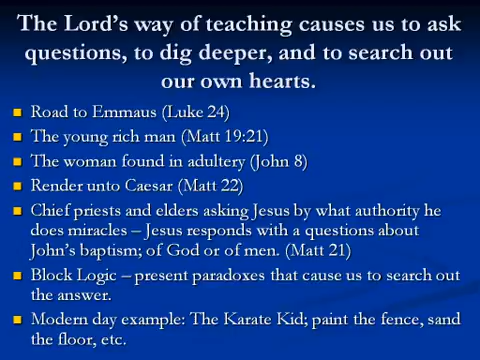 The Lord's way of teaching causes us to ask
questions, to dig deeper, and to search out
our own hearts.
Road to Emmaus (Luke 24)
The young rich man (Matt 19:21)
The woman found in adultery (John 8)
Render unto Caesar (Matt 22)
Chief priests and elders asking Jesus by what authority he
does miracles – Jesus responds with a questions about
John's baptism; of God or of men. (Matt 21)
Block Logic – present paradoxes that cause us to search out
the answer.
Modern day example: The Karate Kid; paint the fence, sand
the floor, etc.